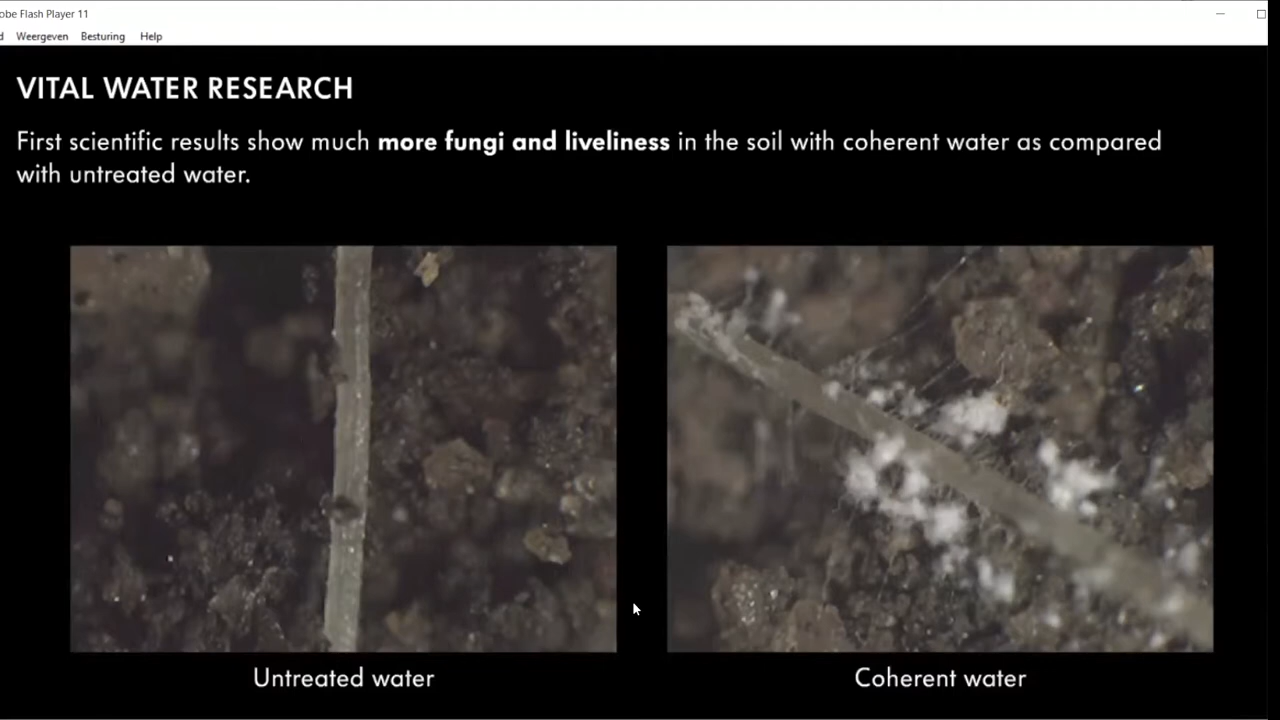 obe Flash Player 11
d Weergeven Besturing Help
VITAL WATER RESEARCH
First scientific results show much more fungi and liveliness in the soil with coherent water as compared
with untreated water.
Untreated water
Coherent water